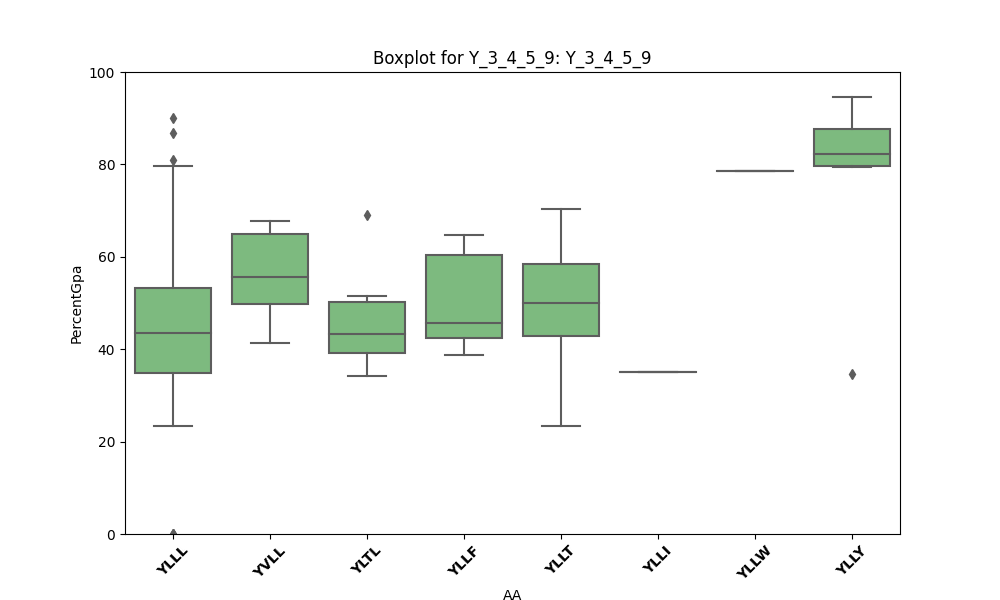 Boxplot for Y_3_4_5_9: Y_3_4_5_9
100
80
60
40
20
0
PercentGpa
YLLL
YVLL
YLTL
YLLF
YLLT
YLLI
YLLW
YLLY
AA